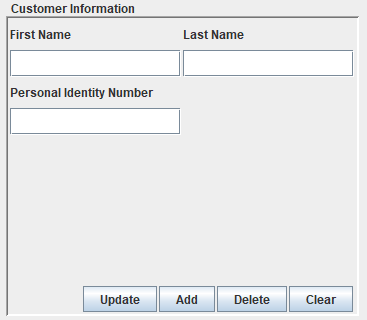 Customer Information
First Name Last Name
Personal Identity Number
Update Add Delete Clear